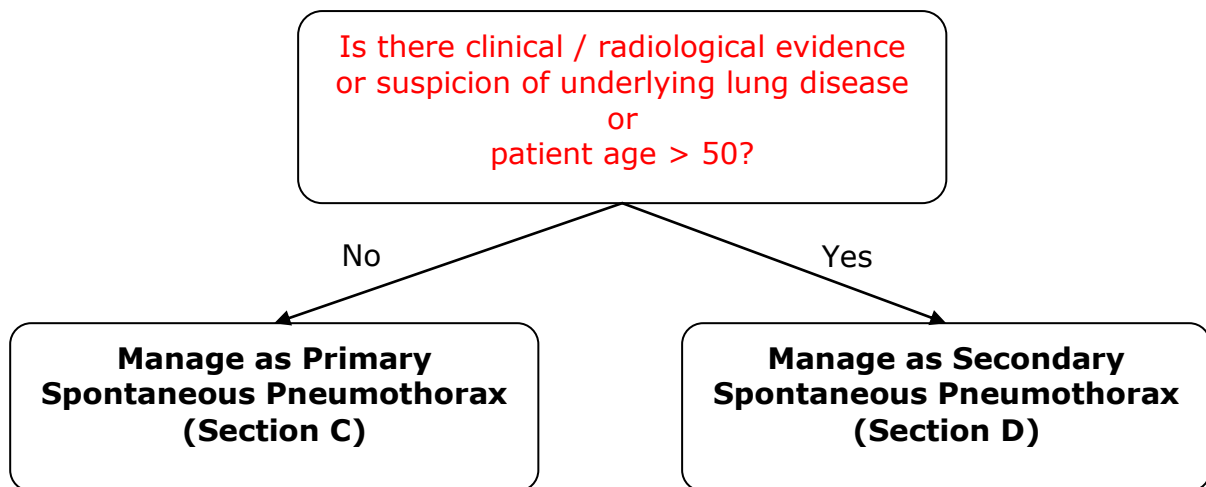 Is there clinical / radiological evidence
or suspicion of underlying lung disease
or
patient age > 50?
No
Yes
Manage as Primary
Spontaneous Pneumothorax
(Section C)
Manage as Secondary
Spontaneous Pneumothorax
(Section D)